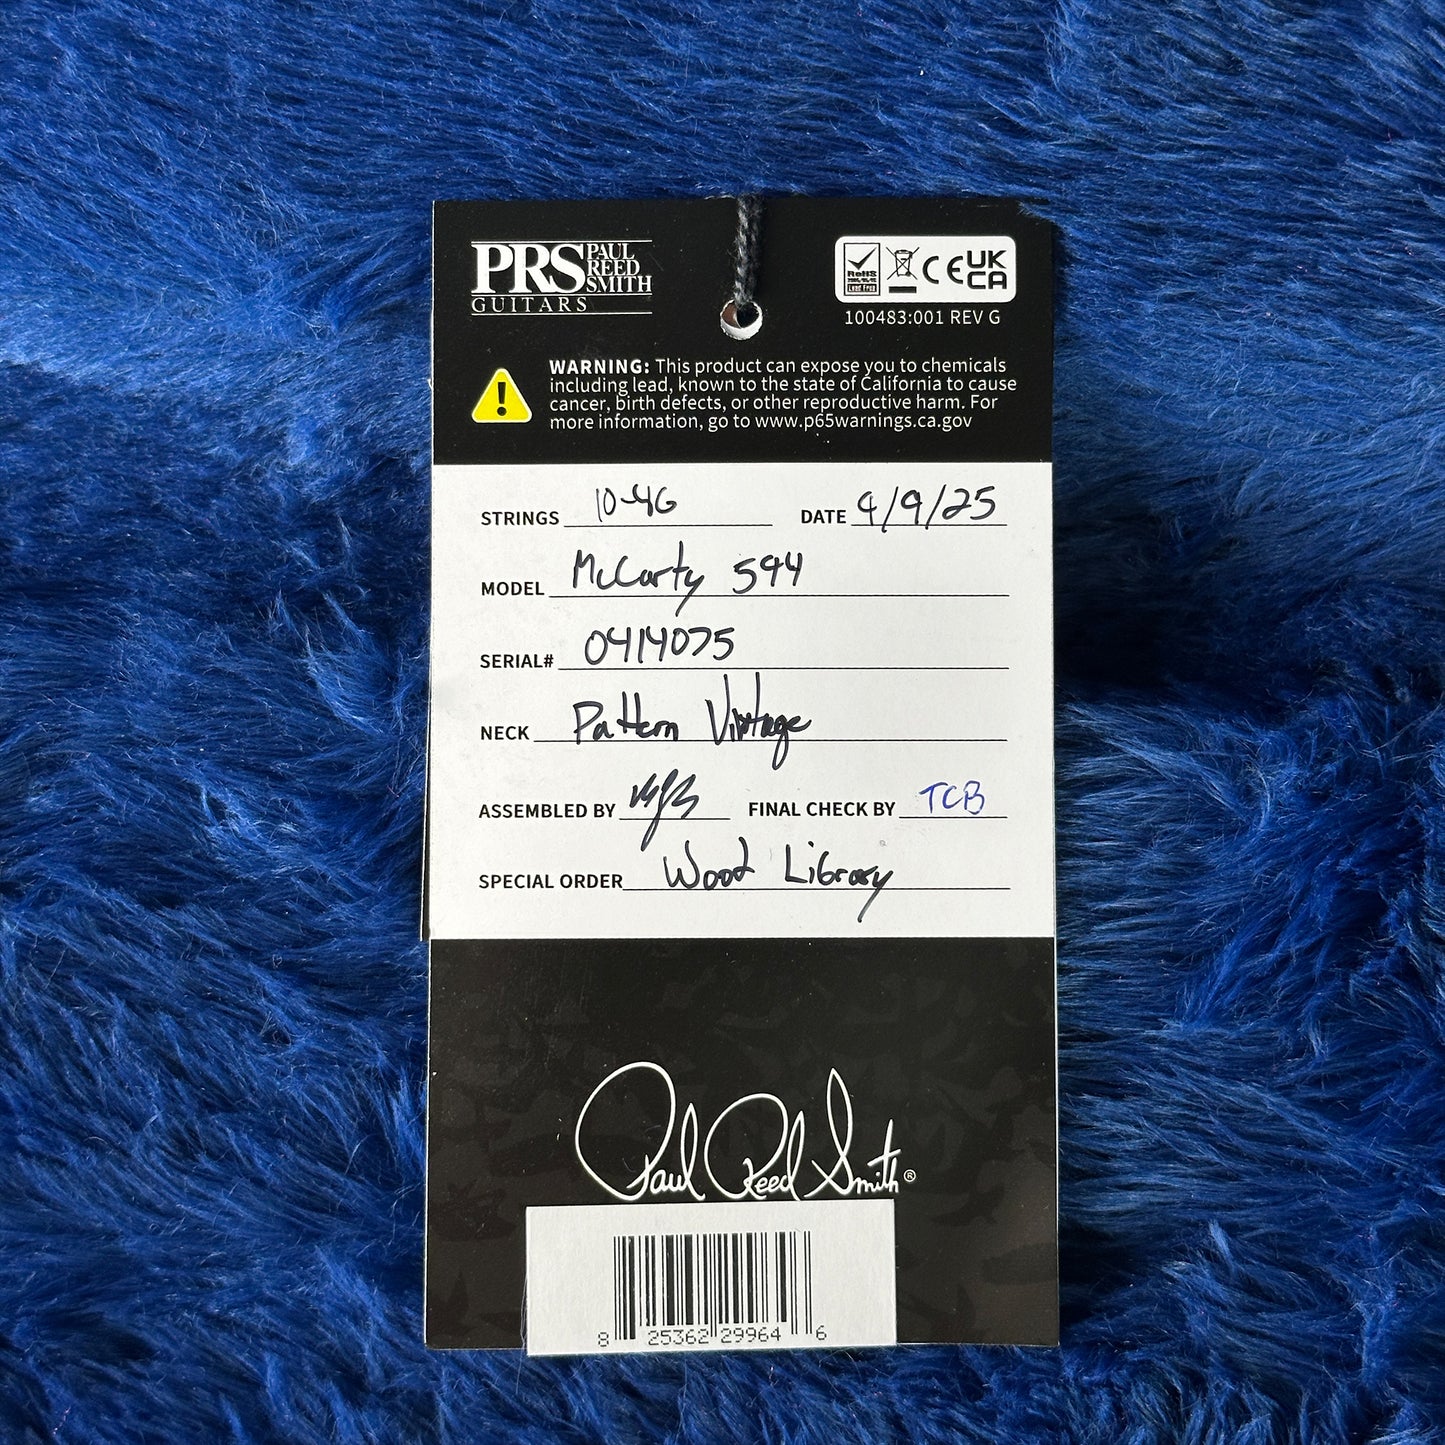 PRS PAUL REED SMITH
GUITARS
RoHS
Lead Free
CE UK CA
100483:001 REV G
WARNING: This product can expose you to chemicals
including lead, known to the state of California to cause
cancer, birth defects, or other reproductive harm. For
more information, go to www.p65warnings.ca.gov
STRINGS 10-46 DATE 9/9/25
MODEL McCarty 594
SERIAL# 0414075
NECK Pattern Vintage
ASSEMBLED BY FINAL CHECK BY TCB
SPECIAL ORDER Wood Library
Paul Reed Smith®
8 25362 29964 6